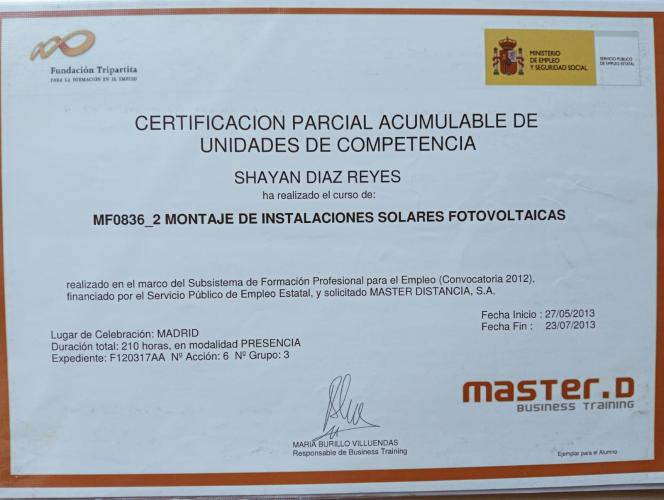 Fundación Tripartita
PARA LA FORMACIÓN EN EL EMPLEO
MINISTERIO
DE EMPLEO
Y SEGURIDAD SOCIAL
SERVICIO PÚBLICO
DE EMPLEO ESTATAL
CERTIFICACION PARCIAL ACUMULABLE DE
UNIDADES DE COMPETENCIA
SHAYAN DIAZ REYES
ha realizado el curso de:
MF0836_2 MONTAJE DE INSTALACIONES SOLARES FOTOVOLTAICAS
realizado en el marco del Subsistema de Formación Profesional para el Empleo (Convocatoria 2012),
financiado por el Servicio Público de Empleo Estatal, y solicitado MASTER DISTANCIA, S.A.
Fecha Inicio : 27/05/2013
Fecha Fin : 23/07/2013
Lugar de Celebración: MADRID
Duración total: 210 horas, en modalidad PRESENCIA
Expediente: F120317AA Nº Acción: 6 Nº Grupo: 3
master.D
BUSINESS TRAINING
MARIA BURILLO VILLUENDAS
Responsable de Business Training
Ejemplar para el Alumno